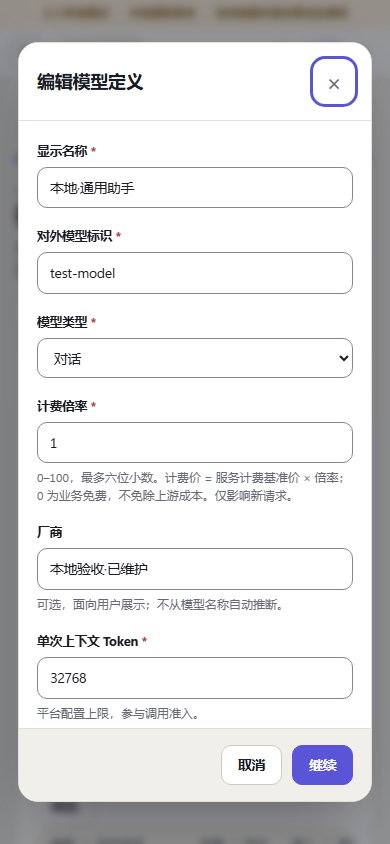 编辑模型定义
×
显示名称 *
本地·通用助手
对外模型标识 *
test-model
模型类型 *
对话
计费倍率 *
1
0–100，最多六位小数。计费价 = 服务计费基准价 × 倍率；
0 为业务免费，不免除上游成本。仅影响新请求。
厂商
本地验收·已维护
可选，面向用户展示；不从模型名称自动推断。
单次上下文 Token *
32768
平台配置上限，参与调用准入。
取消
继续